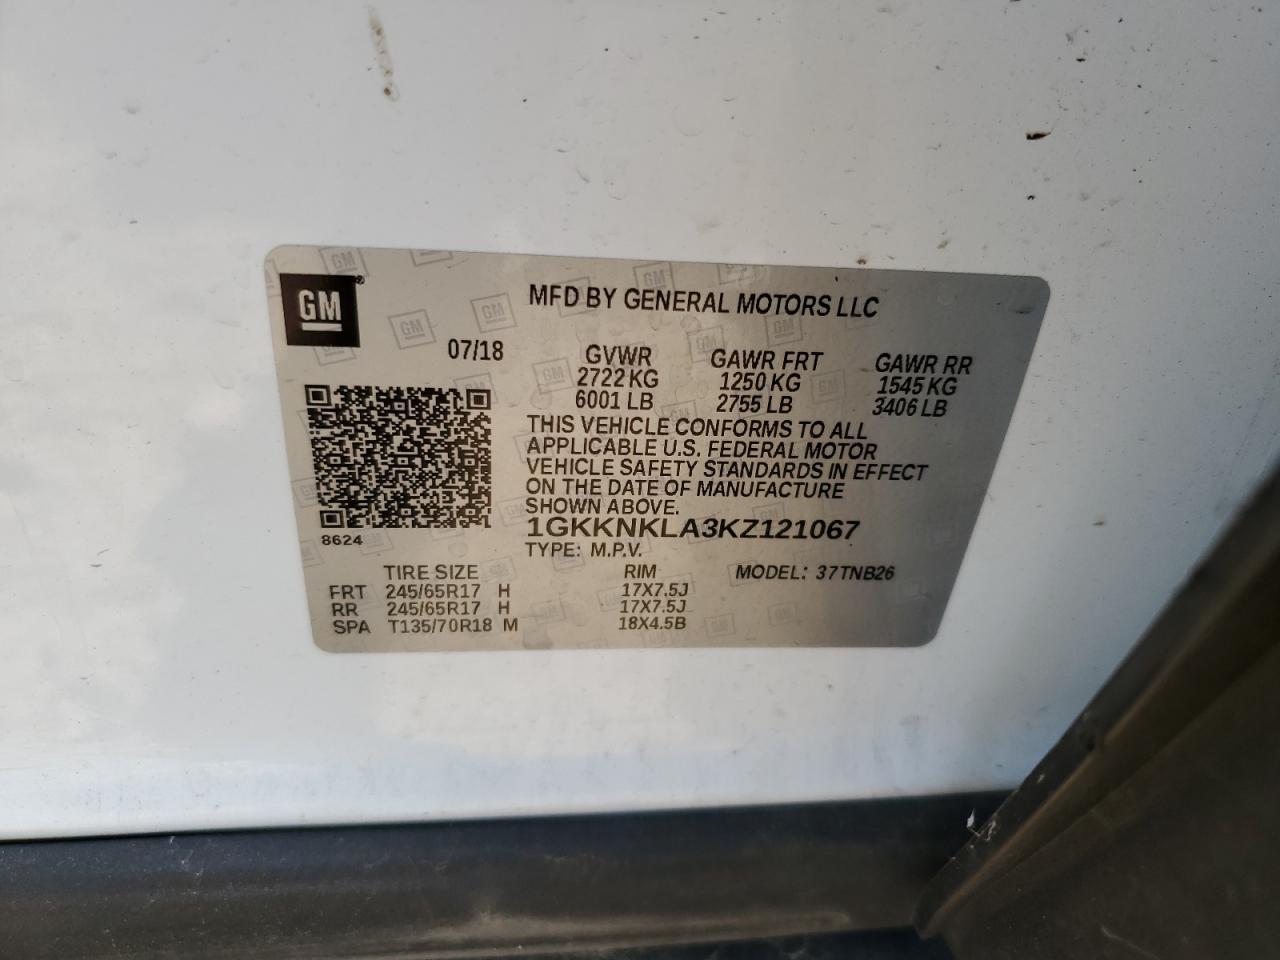 GM®
MFD BY GENERAL MOTORS LLC
07/18
GVWR GAWR FRT GAWR RR
2722 KG 1250 KG 1545 KG
6001 LB 2755 LB 3406 LB
THIS VEHICLE CONFORMS TO ALL
APPLICABLE U.S. FEDERAL MOTOR
VEHICLE SAFETY STANDARDS IN EFFECT
ON THE DATE OF MANUFACTURE
SHOWN ABOVE.
1GKKNKLA3KZ121067
8624
TYPE: M.P.V.
TIRE SIZE RIM MODEL: 37TNB26
FRT 245/65R17 H 17X7.5J
RR 245/65R17 H 17X7.5J
SPA T135/70R18 M 18X4.5B